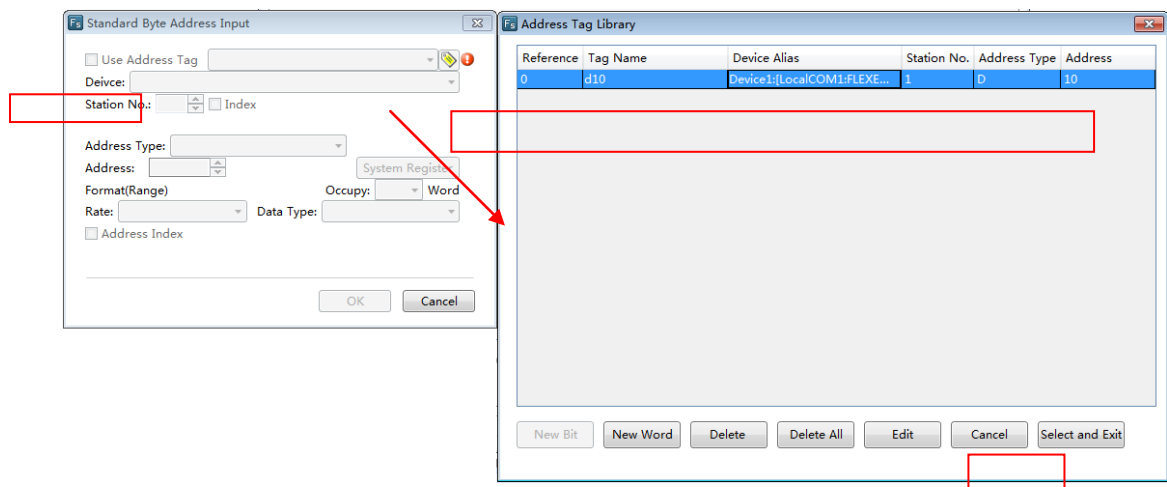 Fs Standard Byte Address Input
Use Address Tag
Deivce:
Station No.: Index
Address Type:
Address: System Register
Format(Range) Occupy: Word
Rate: Data Type:
Address Index
OK Cancel
Fs Address Tag Library
Reference Tag Name Device Alias Station No. Address Type Address
0 d10 Device1:[LocalCOM1:FLEXE... 1 D 10
New Bit New Word Delete Delete All Edit Cancel Select and Exit